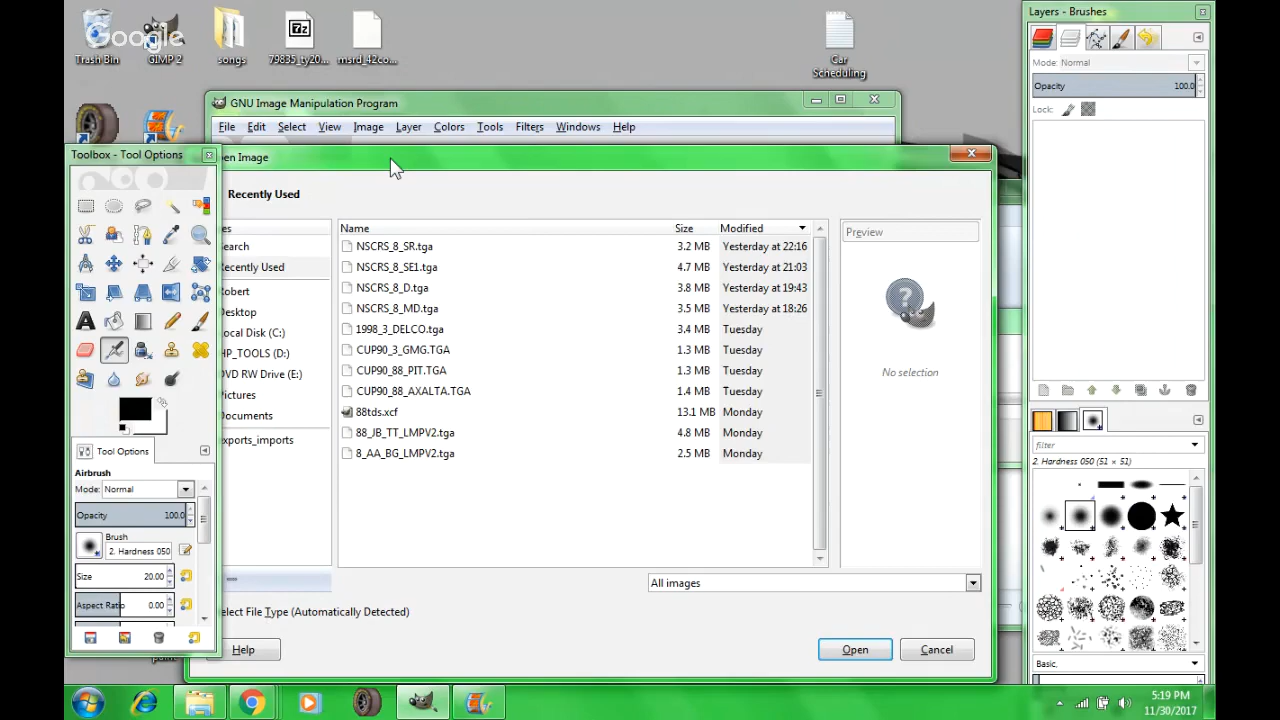 Google
Trash Bin
GIMP 2
songs
79835_ty20...
msrd_42co...
Car
Scheduling
Layers - Brushes
Mode: Normal
Opacity 100.0
Lock:
GNU Image Manipulation Program
File Edit Select View Image Layer Colors Tools Filters Windows Help
Toolbox - Tool Options
en Image
Recently Used
es
Name Size Modified
Preview
earch
Recently Used
Robert
Desktop
ocal Disk (C:)
HP_TOOLS (D:)
DVD RW Drive (E:)
Pictures
Documents
exports_imports
NSCRS_8_SR.tga 3.2 MB Yesterday at 22:16
NSCRS_8_SE1.tga 4.7 MB Yesterday at 21:03
NSCRS_8_D.tga 3.8 MB Yesterday at 19:43
NSCRS_8_MD.tga 3.5 MB Yesterday at 18:26
1998_3_DELCO.tga 3.4 MB Tuesday
CUP90_3_GMG.TGA 1.3 MB Tuesday
CUP90_88_PIT.TGA 1.3 MB Tuesday
CUP90_88_AXALTA.TGA 1.4 MB Tuesday
88tds.xcf 13.1 MB Monday
88_JB_TT_LMPV2.tga 4.8 MB Monday
8_AA_BG_LMPV2.tga 2.5 MB Monday
No selection
All images
elect File Type (Automatically Detected)
Help
Open
Cancel
Tool Options
Airbrush
Mode: Normal
Opacity 100.0
Brush
2. Hardness 050
Size 20.00
Aspect Ratio 0.00
paint
filter
2. Hardness 050 (51 × 51)
Basic,
5:19 PM
11/30/2017